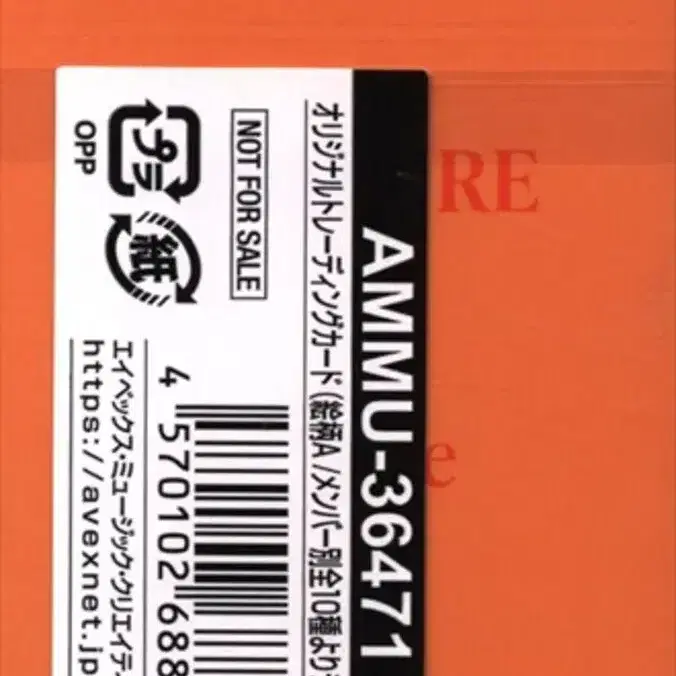 AMMU-36471
オリジナルトレーディングカード(絵柄A/メンバー別全10種より
NOT FOR SALE
プラ
OPP
紙
4 570102 688
エイベックス・ミュージック・クリエイティ
https://avexnet.jp
RE
e